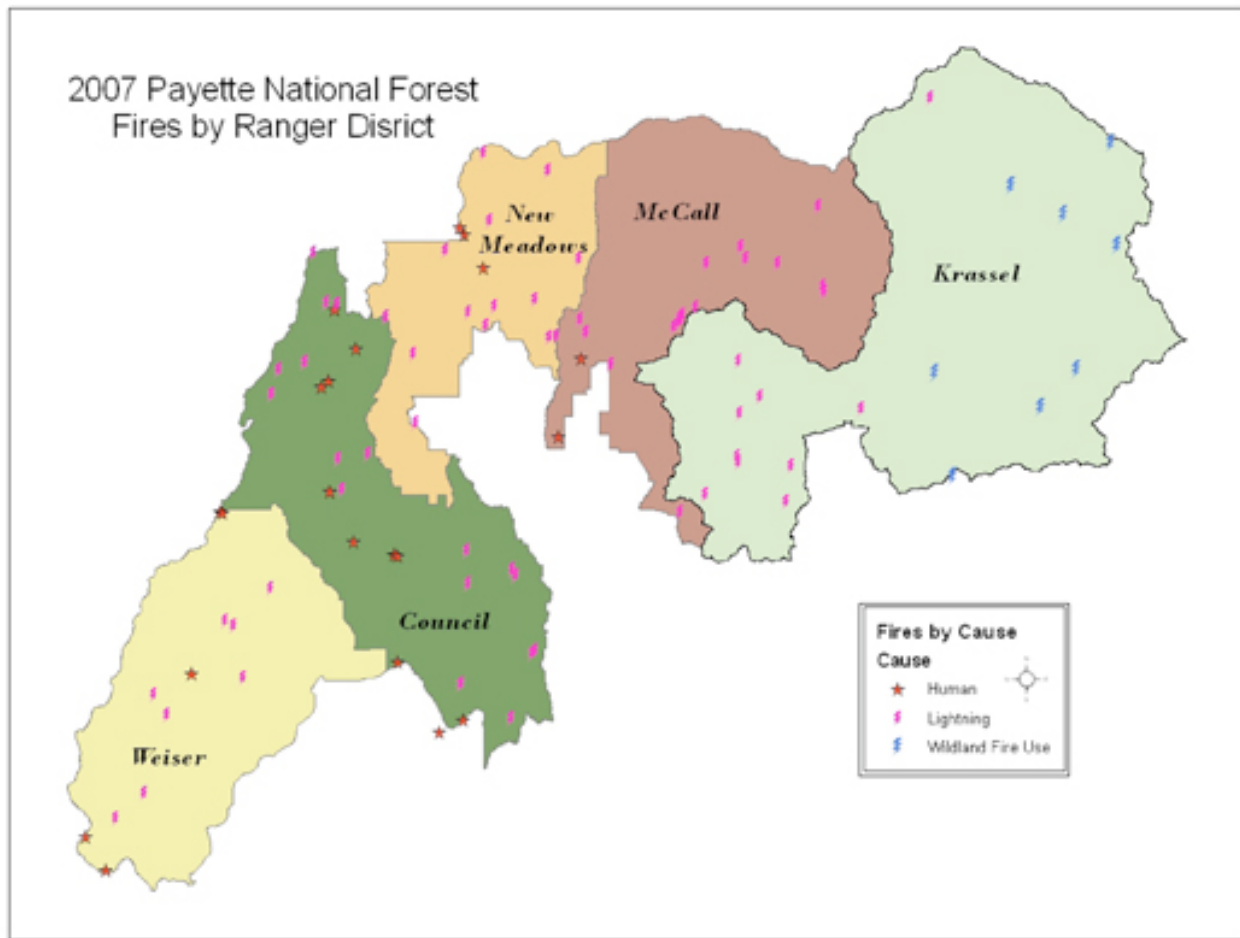 2007 Payette National Forest
Fires by Ranger Disrict
New
Meadows
McCall
Krassel
Council
Weiser
Fires by Cause
Cause
Human
Lightning
Wildland Fire Use